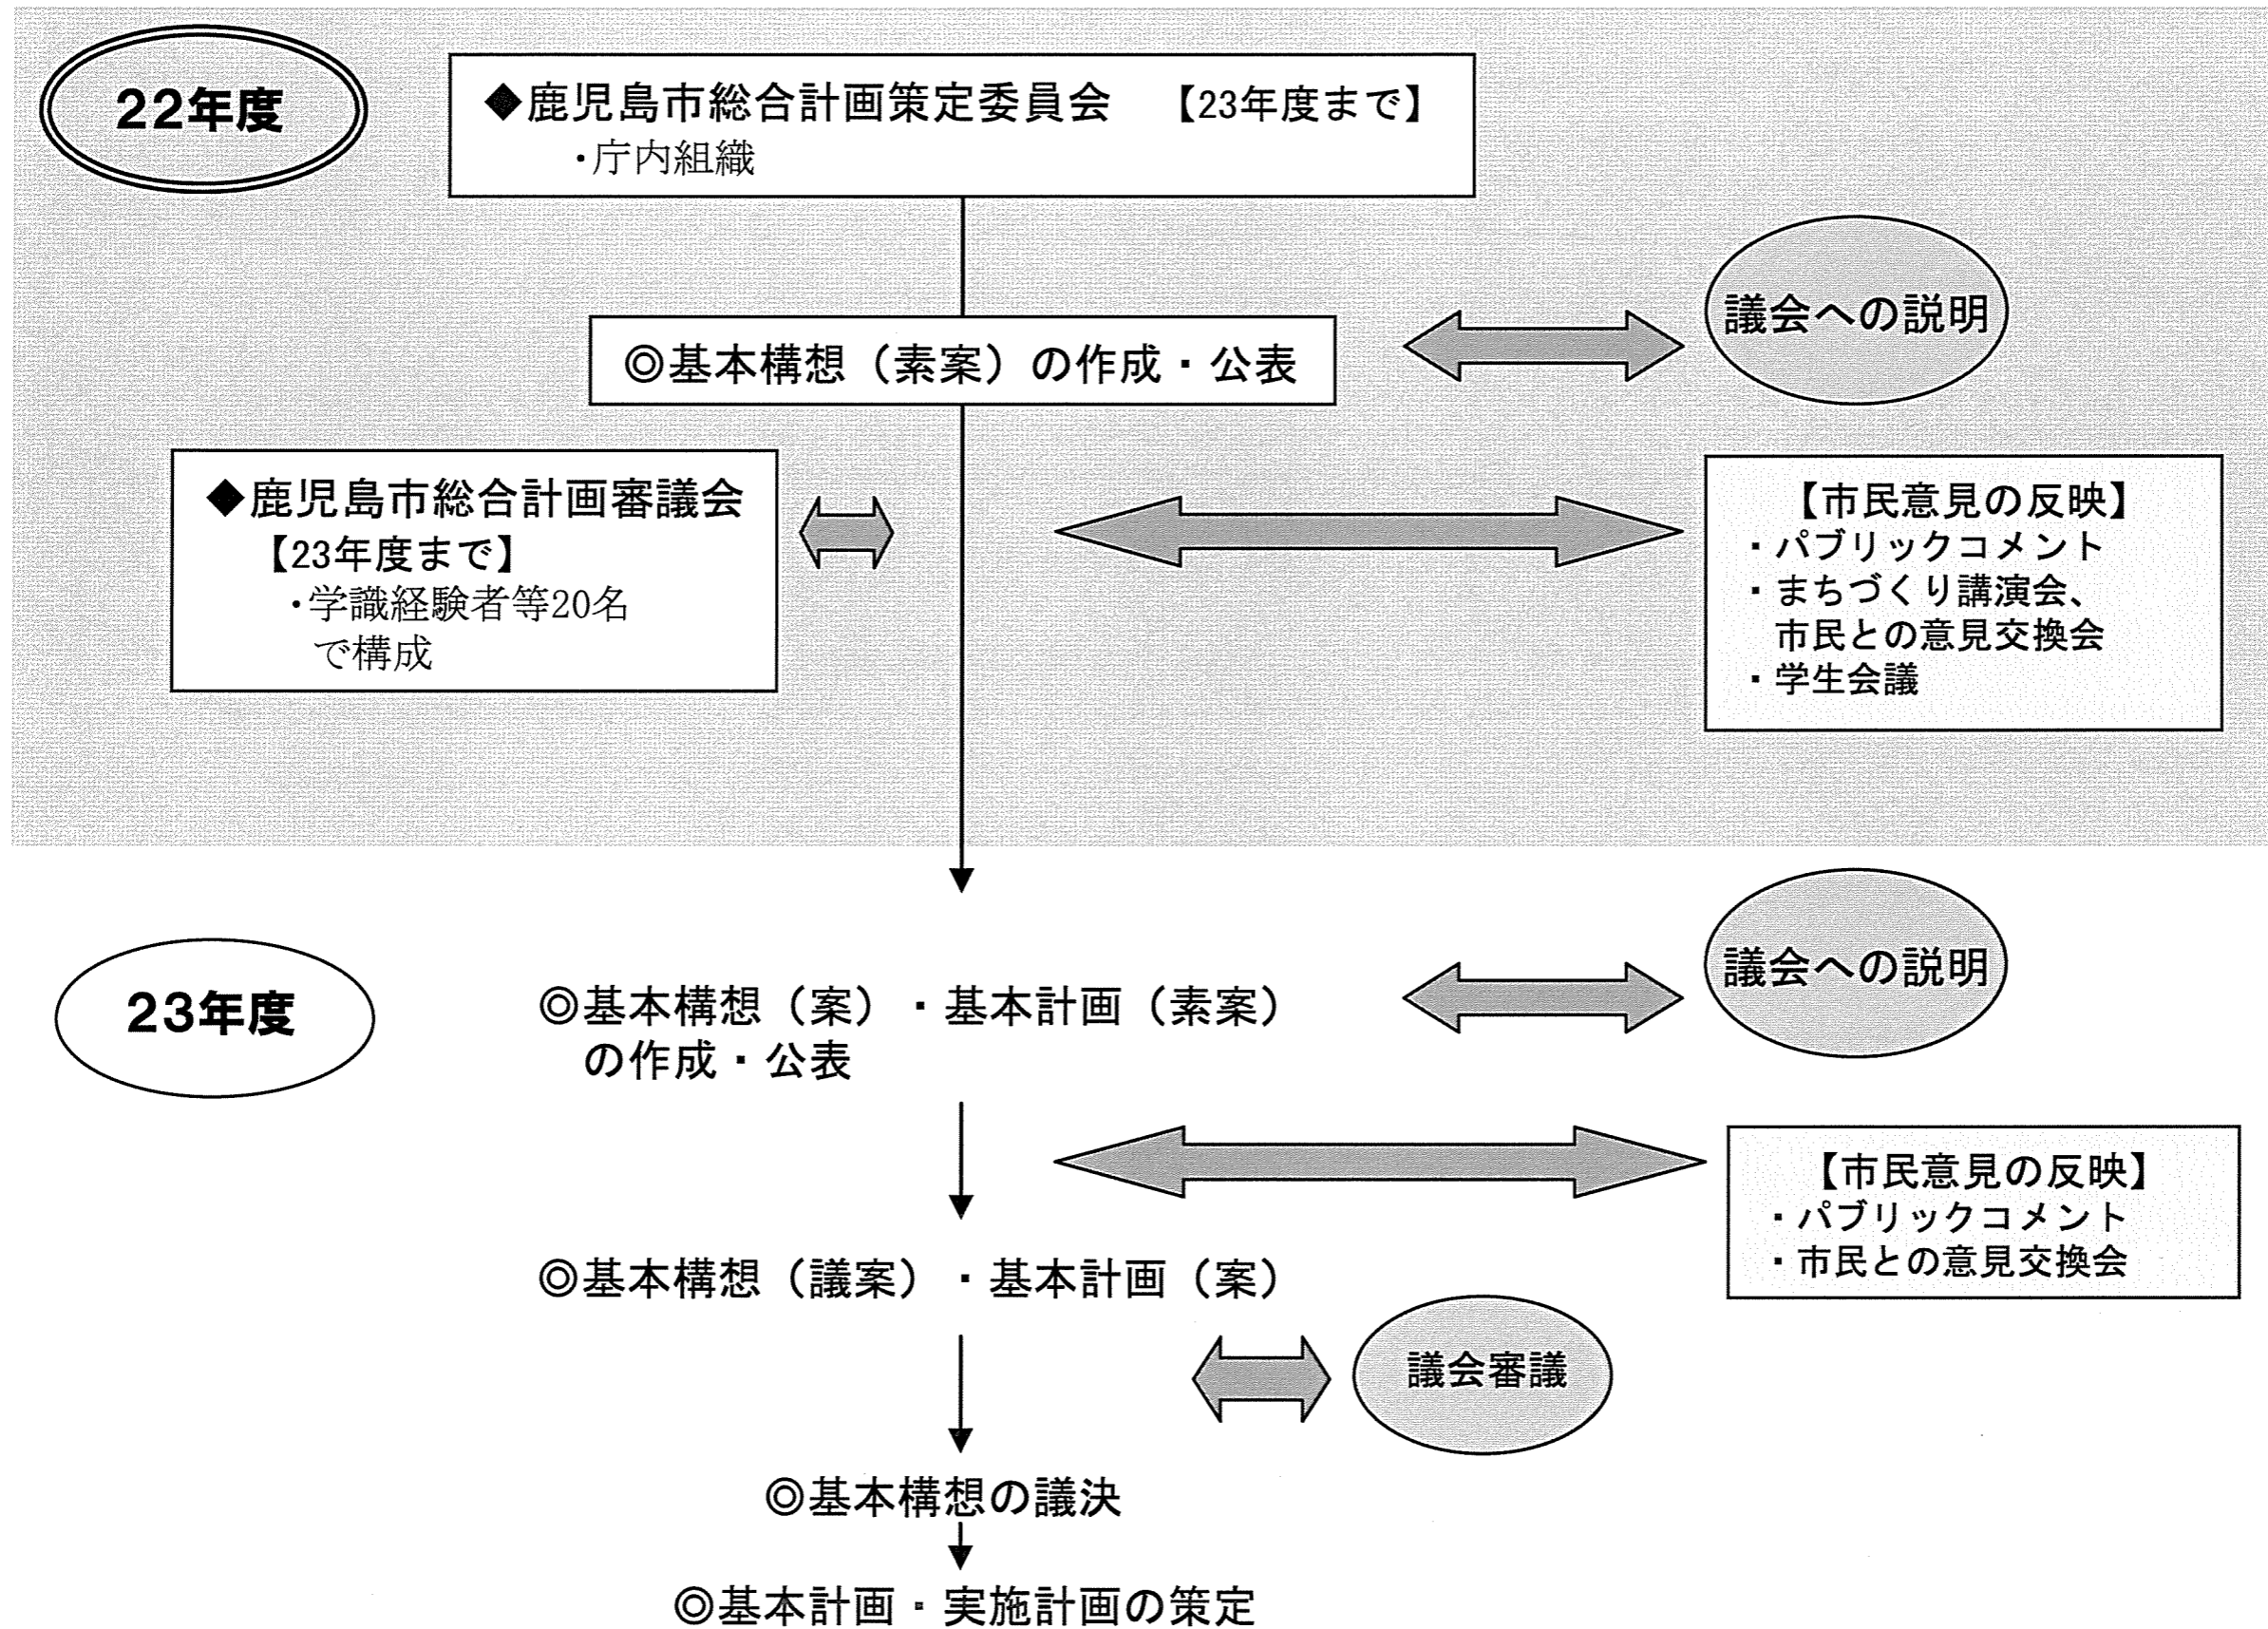 22年度
◆鹿児島市総合計画策定委員会 【23年度まで】
・庁内組織
議会への説明
◎基本構想（素案）の作成・公表
◆鹿児島市総合計画審議会
【23年度まで】
・学識経験者等20名
で構成
【市民意見の反映】
・パブリックコメント
・まちづくり講演会、
市民との意見交換会
・学生会議
23年度
◎基本構想（案）・基本計画（素案）
の作成・公表
議会への説明
【市民意見の反映】
・パブリックコメント
・市民との意見交換会
◎基本構想（議案）・基本計画（案）
議会審議
◎基本構想の議決
◎基本計画・実施計画の策定